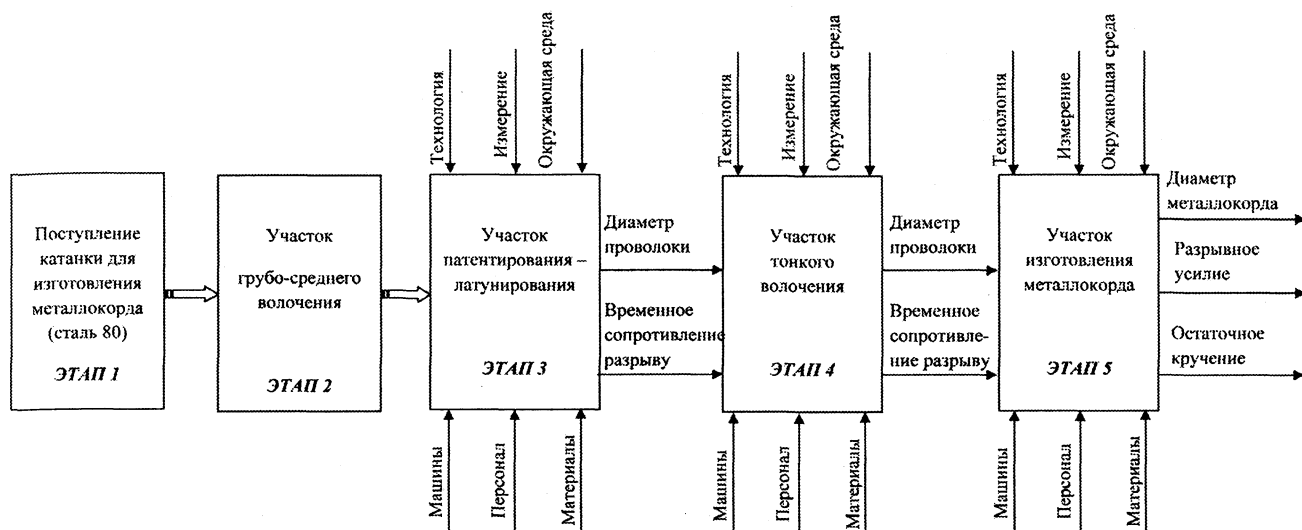 Технология
Измерение
Окружающая среда
Технология
Измерение
Окружающая среда
Технология
Измерение
Окружающая среда
Поступление
катанки для
изготовления
металлокорда
(сталь 80)
ЭТАП 1
Участок
грубо-среднего
волочения
ЭТАП 2
Участок
патентирования –
латунирования
ЭТАП 3
Диаметр
проволоки
Временное
сопротивление
разрыву
Участок
тонкого
волочения
ЭТАП 4
Диаметр
проволоки
Временное
сопротивле-
ние разрыву
Участок
изготовления
металлокорда
ЭТАП 5
Диаметр
металлокорда
Разрывное
усилие
Остаточное
кручение
Машины
Персонал
Материалы
Машины
Персонал
Материалы
Машины
Персонал
Материалы